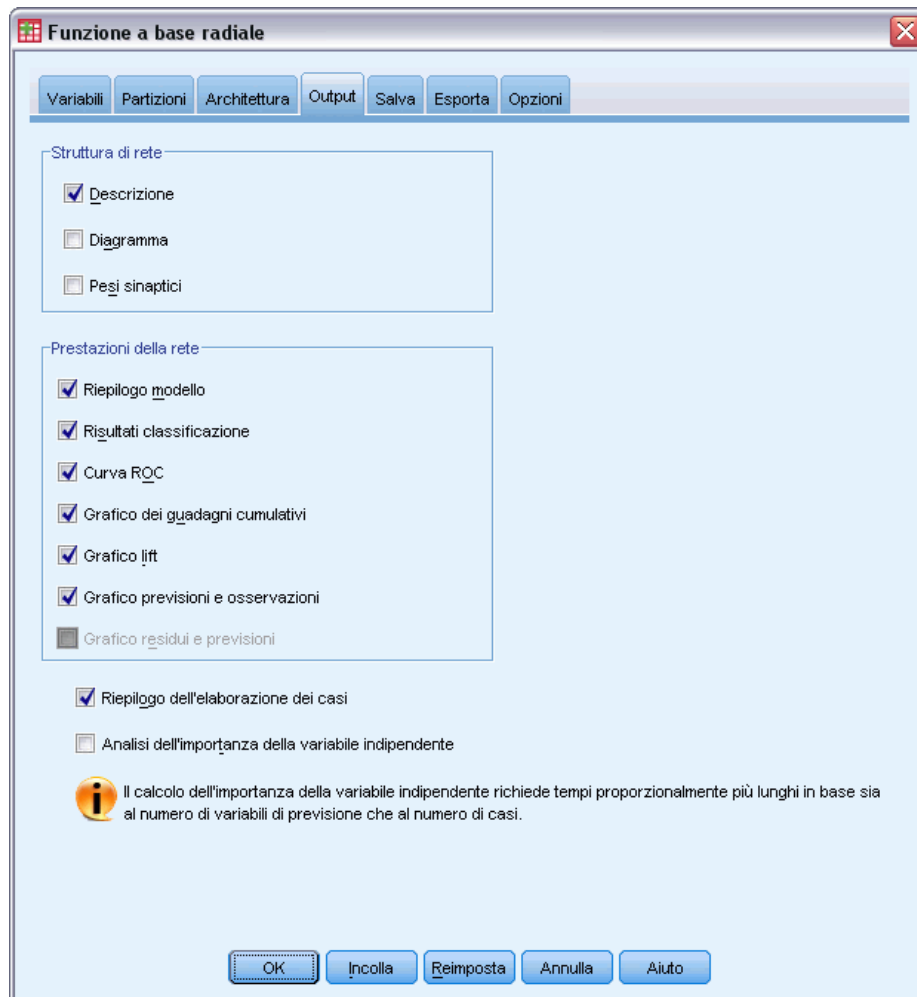 Funzione a base radiale
Variabili Partizioni Architettura Output Salva Esporta Opzioni
Struttura di rete
Descrizione
Diagramma
Pesi sinaptici
Prestazioni della rete
Riepilogo modello
Risultati classificazione
Curva ROC
Grafico dei guadagni cumulativi
Grafico lift
Grafico previsioni e osservazioni
Grafico residui e previsioni
Riepilogo dell'elaborazione dei casi
Analisi dell'importanza della variabile indipendente
Il calcolo dell'importanza della variabile indipendente richiede tempi proporzionalmente più lunghi in base sia
al numero di variabili di previsione che al numero di casi.
OK Incolla Reimposta Annulla Aiuto